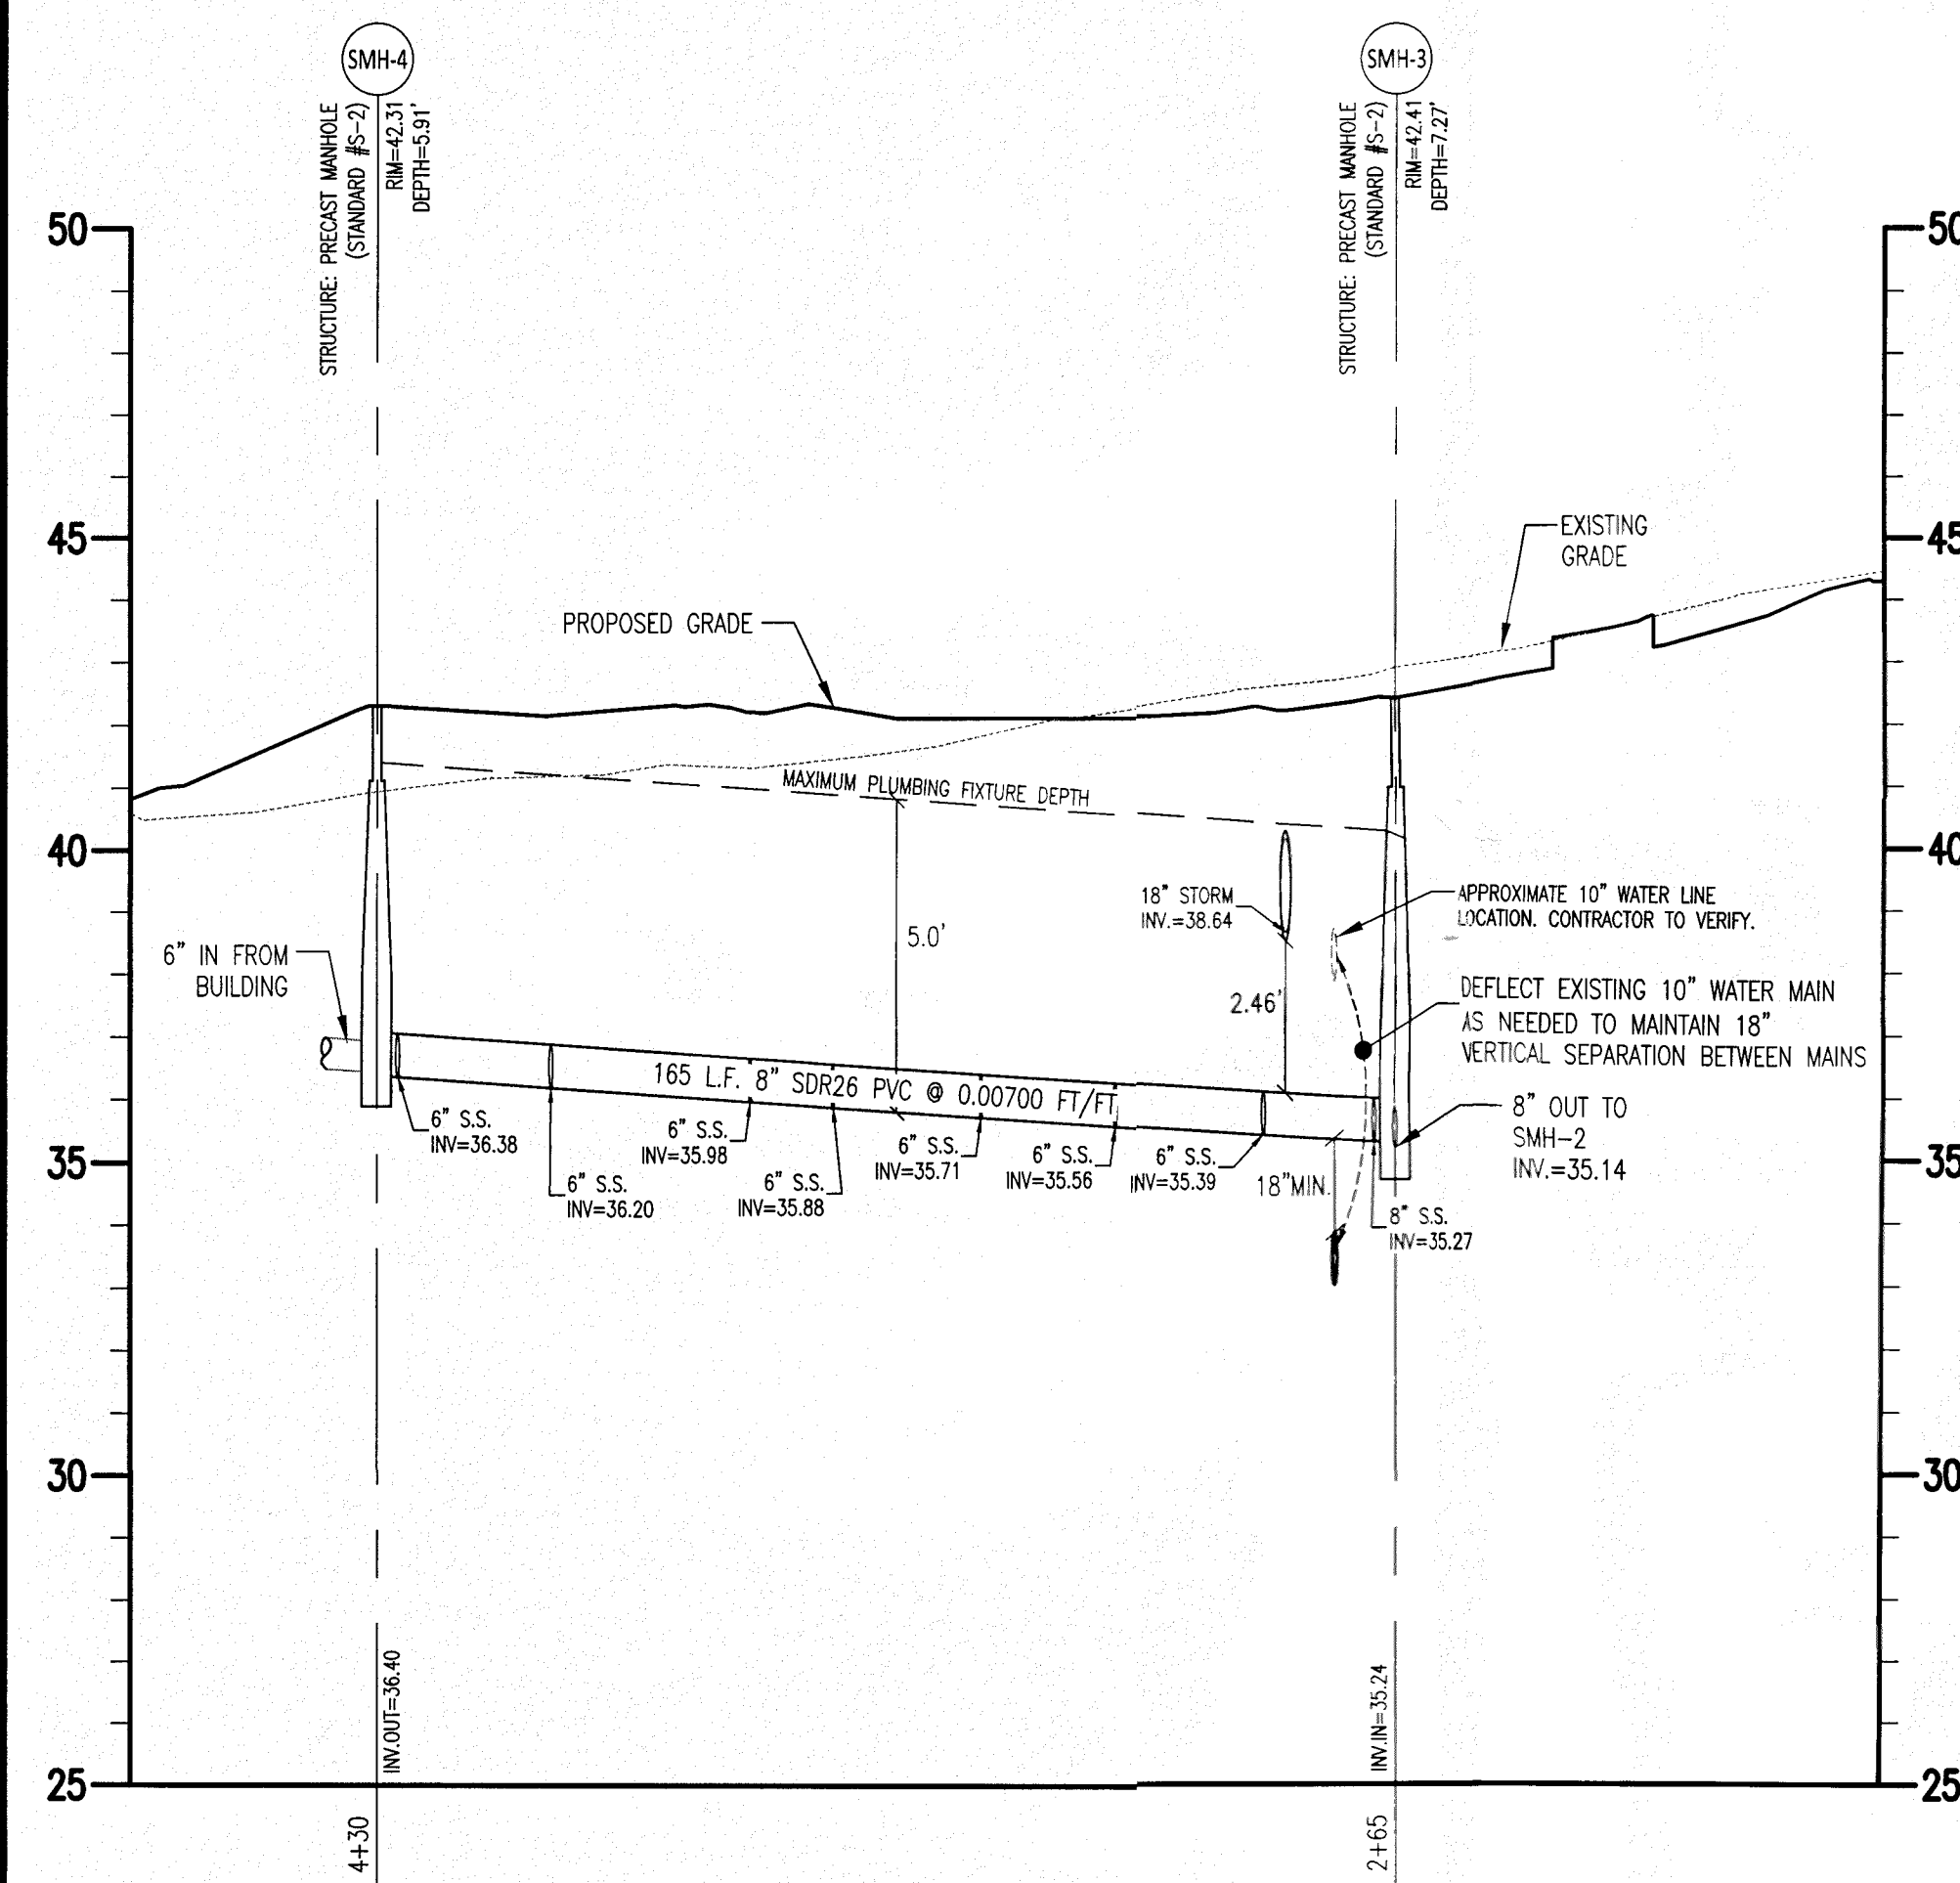 SMH-4
STRUCTURE: PRECAST MANHOLE
(STANDARD #S-2)
RIM=42.31
DEPTH=5.91'
SMH-3
STRUCTURE: PRECAST MANHOLE
(STANDARD #S-2)
RIM=42.41
DEPTH=7.27'
50
50
45
45
EXISTING
GRADE
PROPOSED GRADE
MAXIMUM PLUMBING FIXTURE DEPTH
40
40
18" STORM
INV.=38.64
APPROXIMATE 10" WATER LINE
LOCATION. CONTRACTOR TO VERIFY.
5.0'
6" IN FROM
BUILDING
2.46'
DEFLECT EXISTING 10" WATER MAIN
AS NEEDED TO MAINTAIN 18"
VERTICAL SEPARATION BETWEEN MAINS
165 L.F. 8" SDR26 PVC @ 0.00700 FT/FT
8" OUT TO
SMH-2
INV.=35.14
6" S.S.
INV=36.38
6" S.S.
INV=36.20
6" S.S.
INV=35.98
6" S.S.
INV=35.88
6" S.S.
INV=35.71
6" S.S.
INV=35.56
6" S.S.
INV=35.39
18"MIN.
8" S.S.
INV=35.27
35
35
30
30
INV.OUT=36.40
INV.IN=35.24
25
25
4+30
2+65